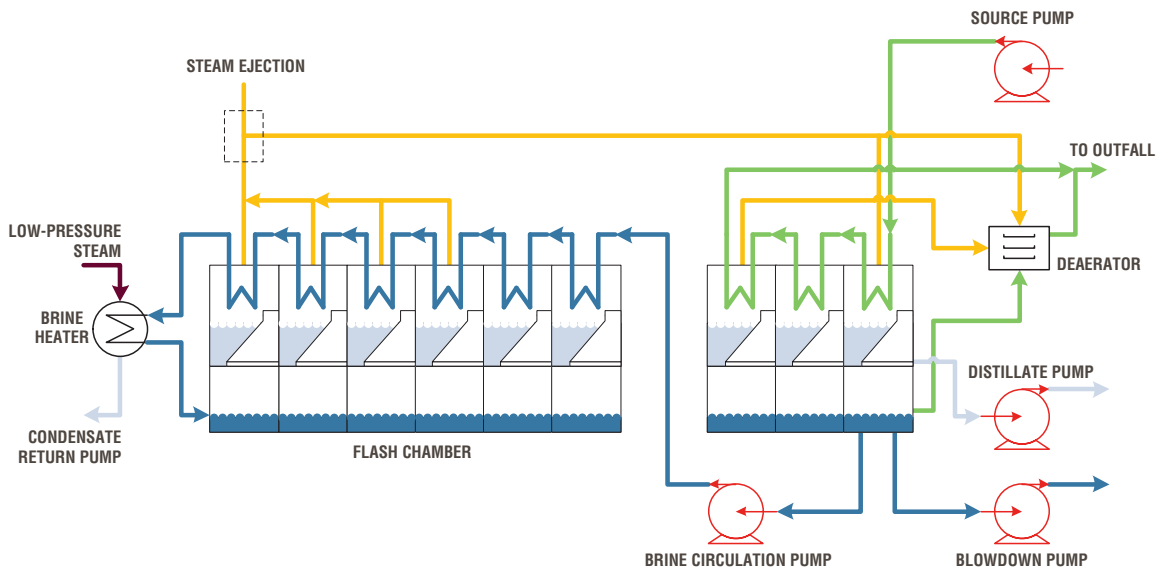 SOURCE PUMP
STEAM EJECTION
TO OUTFALL
LOW-PRESSURE
STEAM
DEAERATOR
BRINE
HEATER
DISTILLATE PUMP
CONDENSATE
RETURN PUMP
FLASH CHAMBER
BRINE CIRCULATION PUMP
BLOWDOWN PUMP